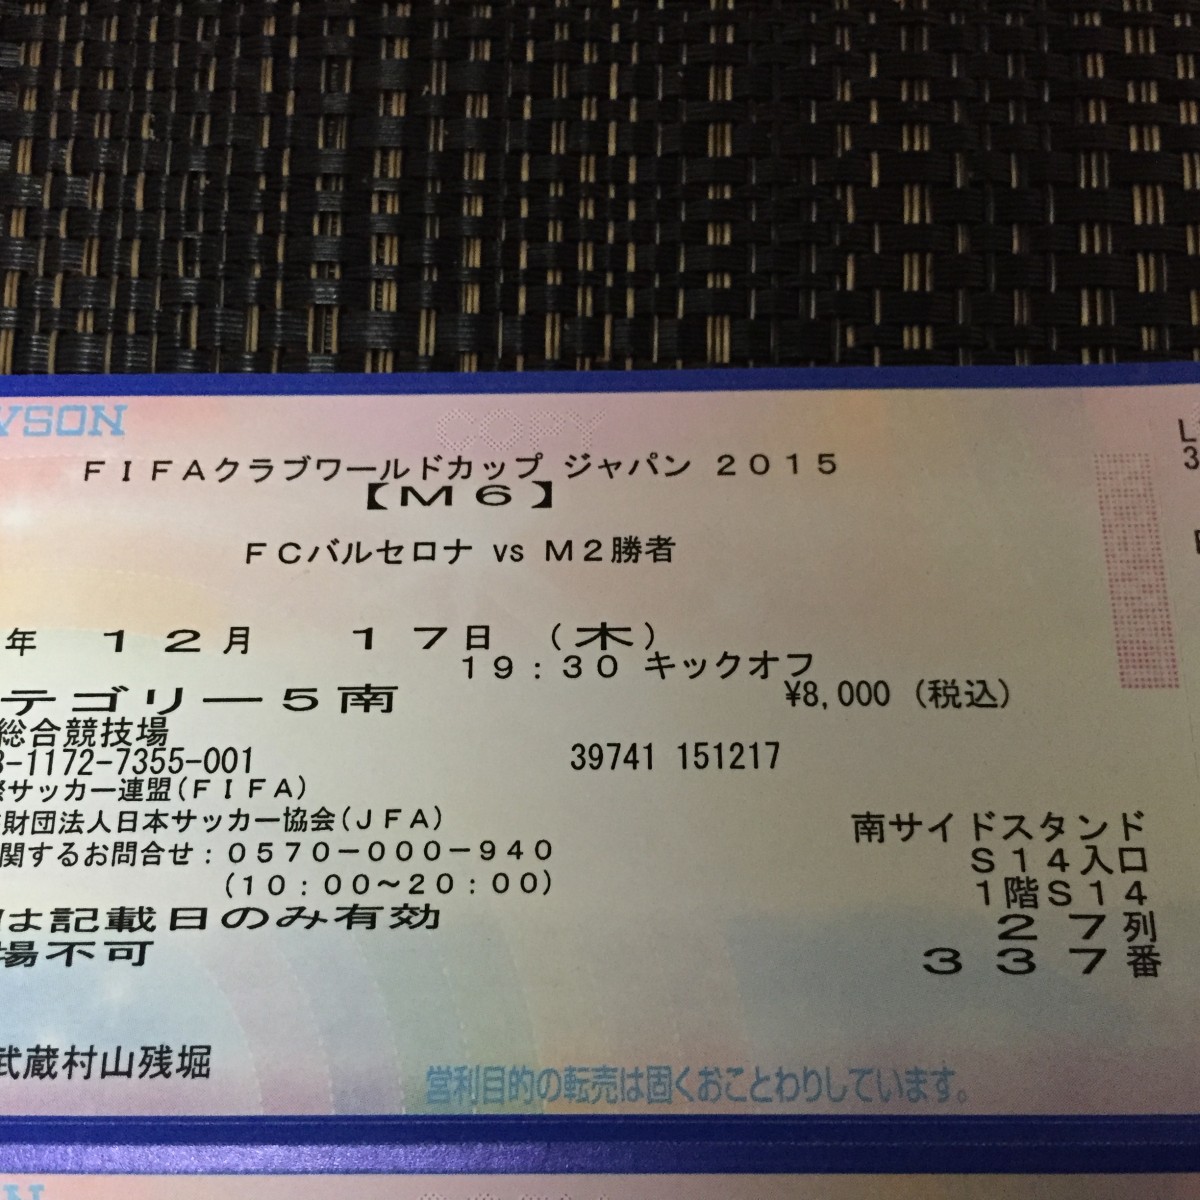 WSON
COPY
FIFAクラブワールドカップ ジャパン 2015
【M6】
FCバルセロナ vs M2勝者
年 12月 17日 (木)
19:30 キックオフ
テゴリー5南 ¥8,000 (税込)
総合競技場
3-1172-7355-001 39741 151217
サッカー連盟(FIFA)
財団法人日本サッカー協会(JFA)
関するお問合せ:0570-000-940
(10:00〜20:00)
は記載日のみ有効
場不可
南サイドスタンド
S14入口
1階S14
27列
337番
武蔵村山残堀
営利目的の転売は固くおことわりしています。